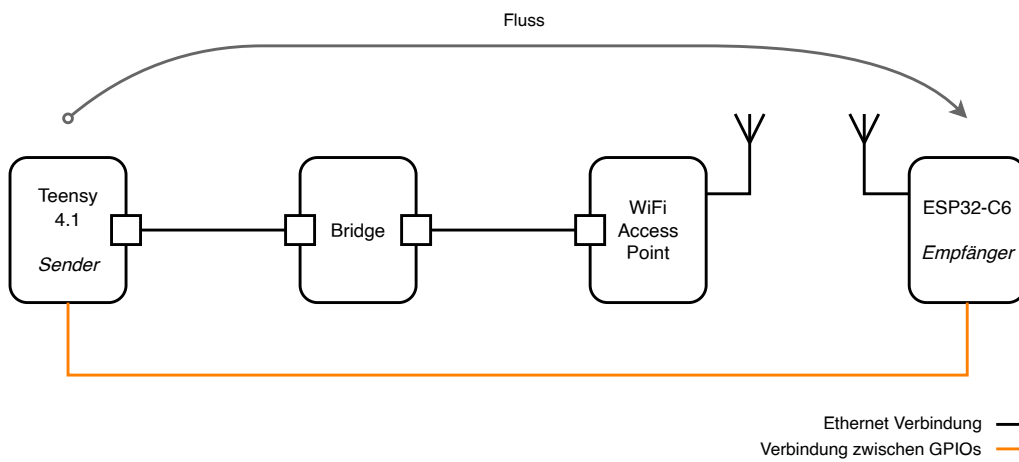 Fluss
Teensy
4.1
Sender
Bridge
WiFi
Access
Point
ESP32-C6
Empfänger
Ethernet Verbindung
Verbindung zwischen GPIOs